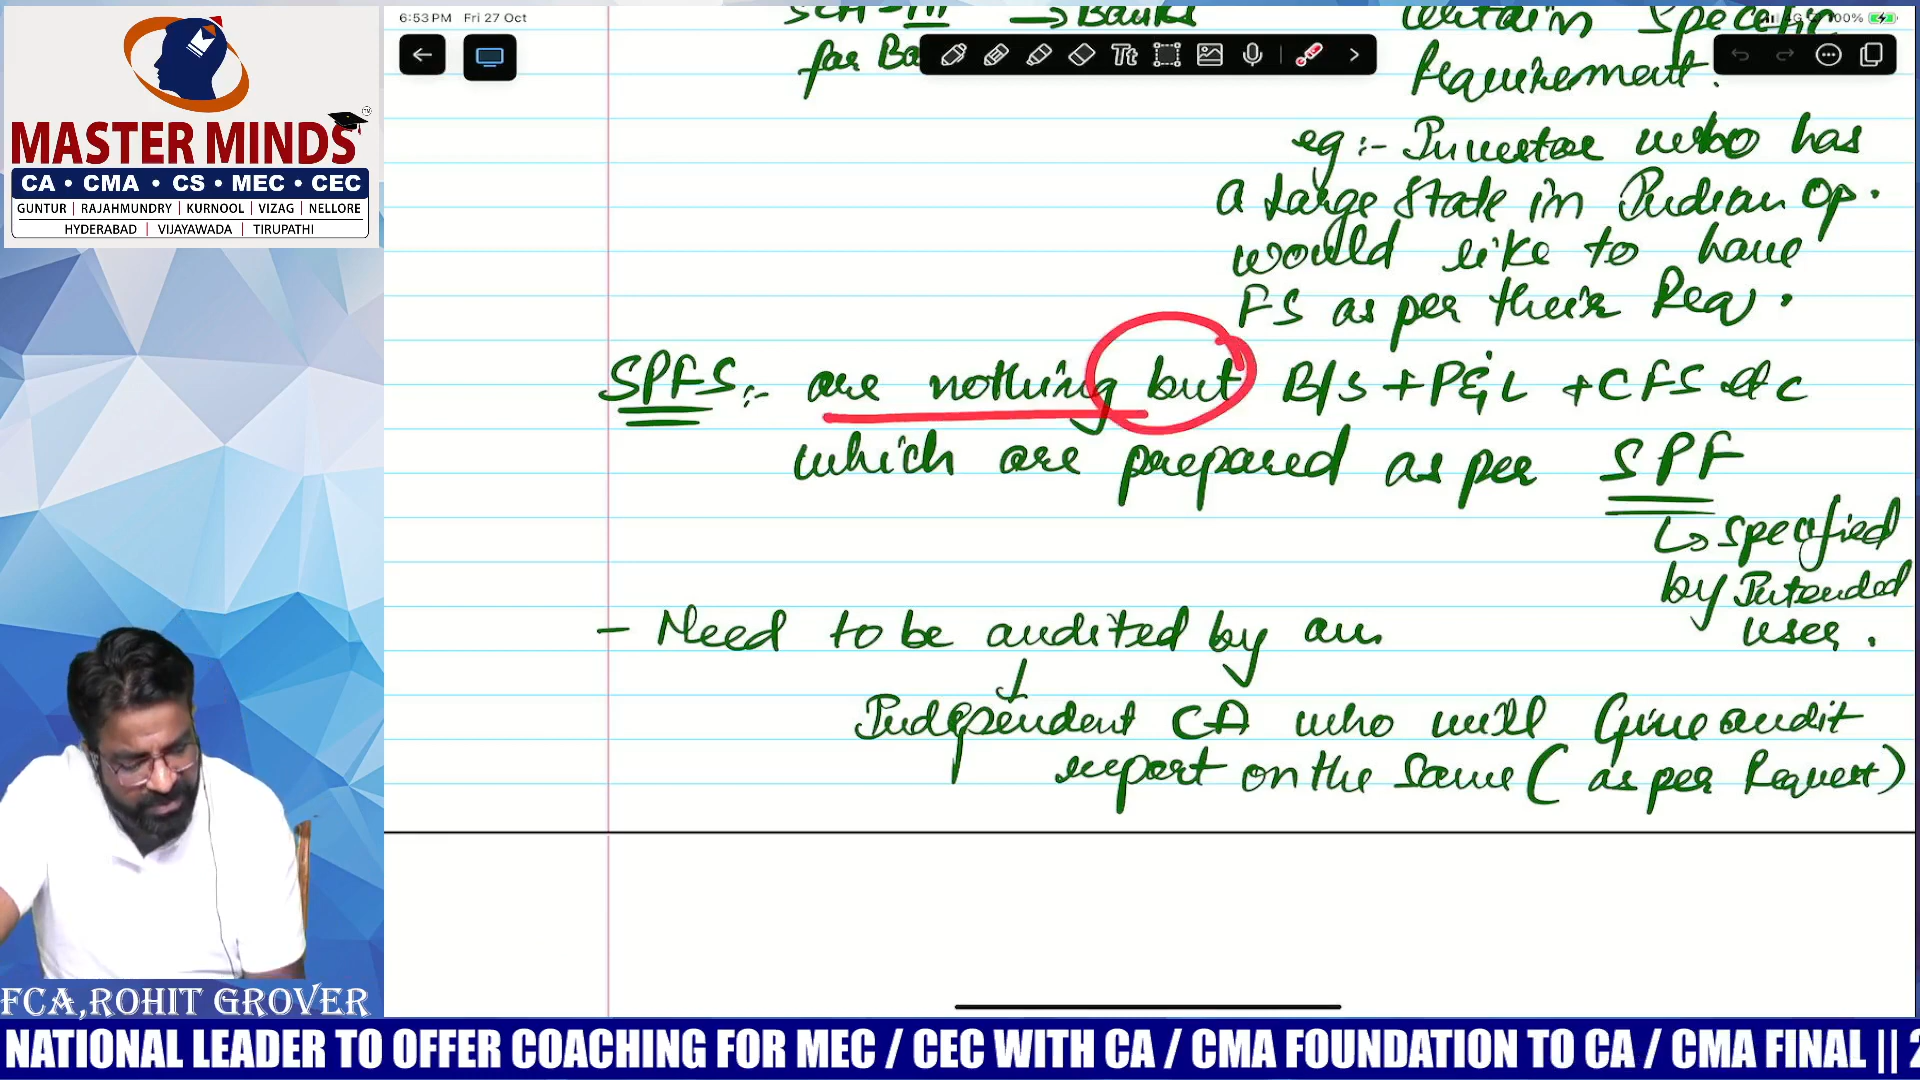 6:53 PM Fri 27 Oct
100%
SCH-III → Banks
for Ba
certain Specific
Requirement.
Tt
MASTER MINDS
CA • CMA • CS • MEC • CEC
GUNTUR | RAJAHMUNDRY | KURNOOL | VIZAG | NELLORE
HYDERABAD | VIJAYAWADA | TIRUPATHI
eg :- Investor who has
a large Stake in Indian Op.
would like to have
FS as per their Req.
SPFS :- are nothing but B/S + P&L + CFS etc
which are prepared as per SPF
↳ specified
by Intended
user.
- Need to be audited by an
↓
Independent CA who will Give audit
report on the same ( as per Request)
FCA,ROHIT GROVER
NATIONAL LEADER TO OFFER COACHING FOR MEC / CEC WITH CA / CMA FOUNDATION TO CA / CMA FINAL ||